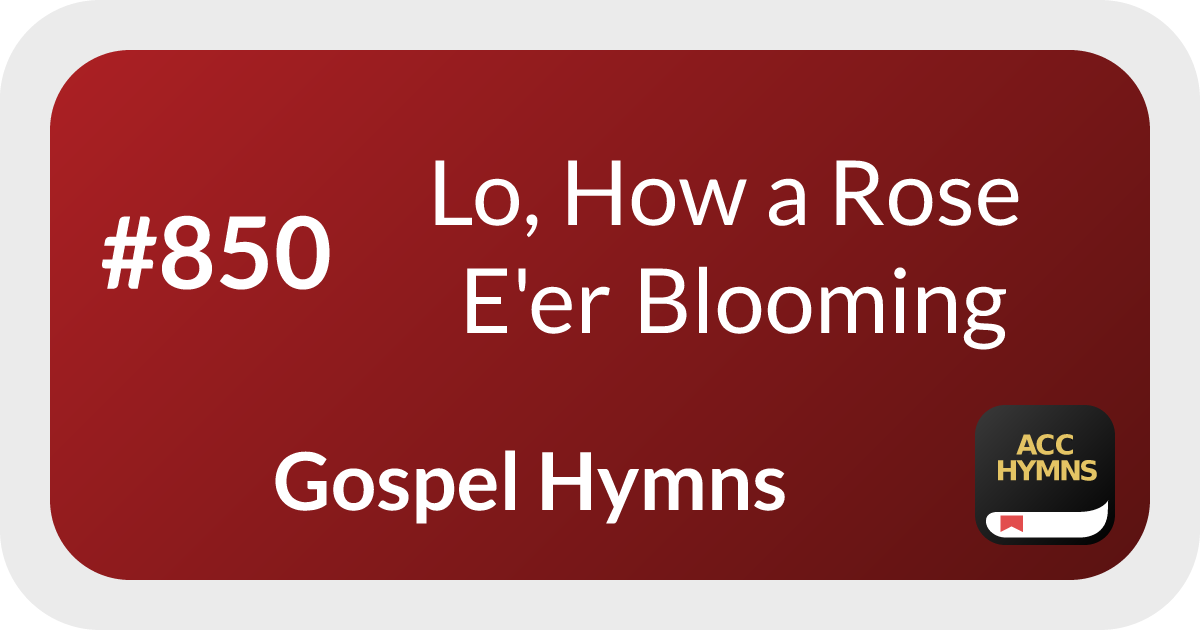 #850
Lo, How a Rose
E'er Blooming
Gospel Hymns
ACC
HYMNS